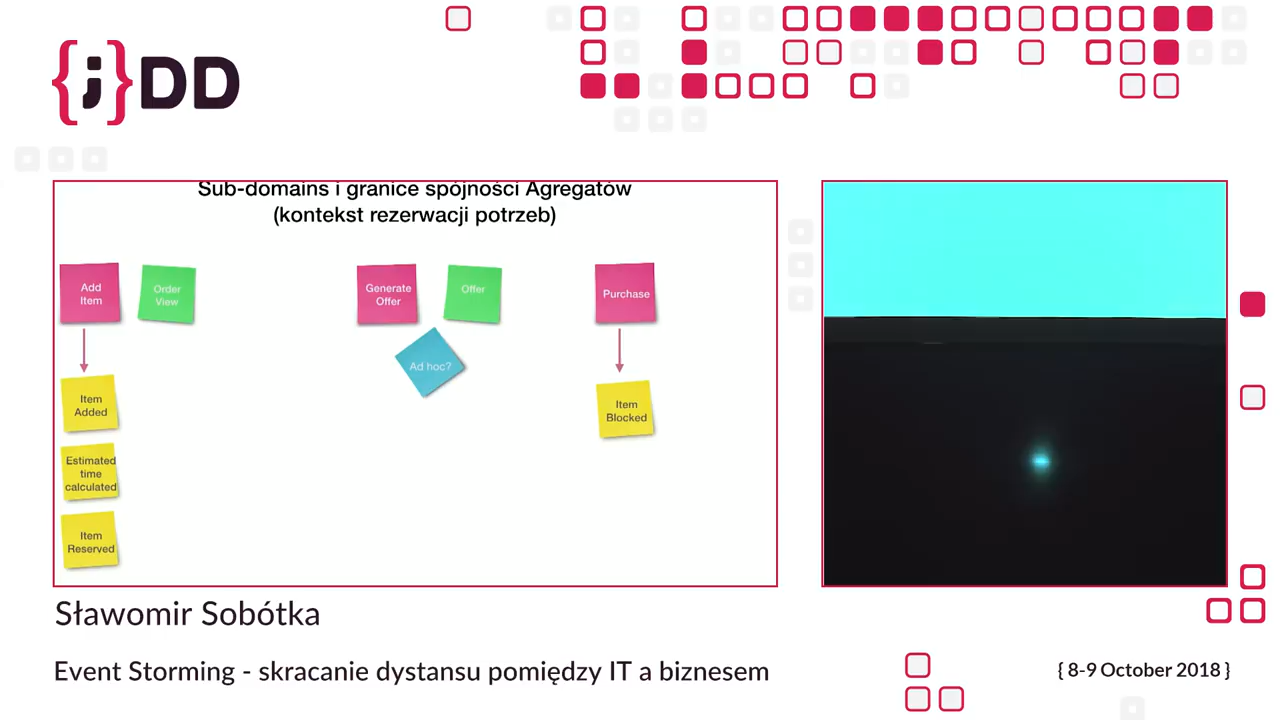 {j}DD
Sub-domains i granice spójności Agregatów
(kontekst rezerwacji potrzeb)
Add
Item
Order
View
Generate
Offer
Offer
Purchase
Ad hoc?
Item
Added
Item
Blocked
Estimated
time
calculated
Item
Reserved
Sławomir Sobótka
Event Storming - skracanie dystansu pomiędzy IT a biznesem
{ 8-9 October 2018 }